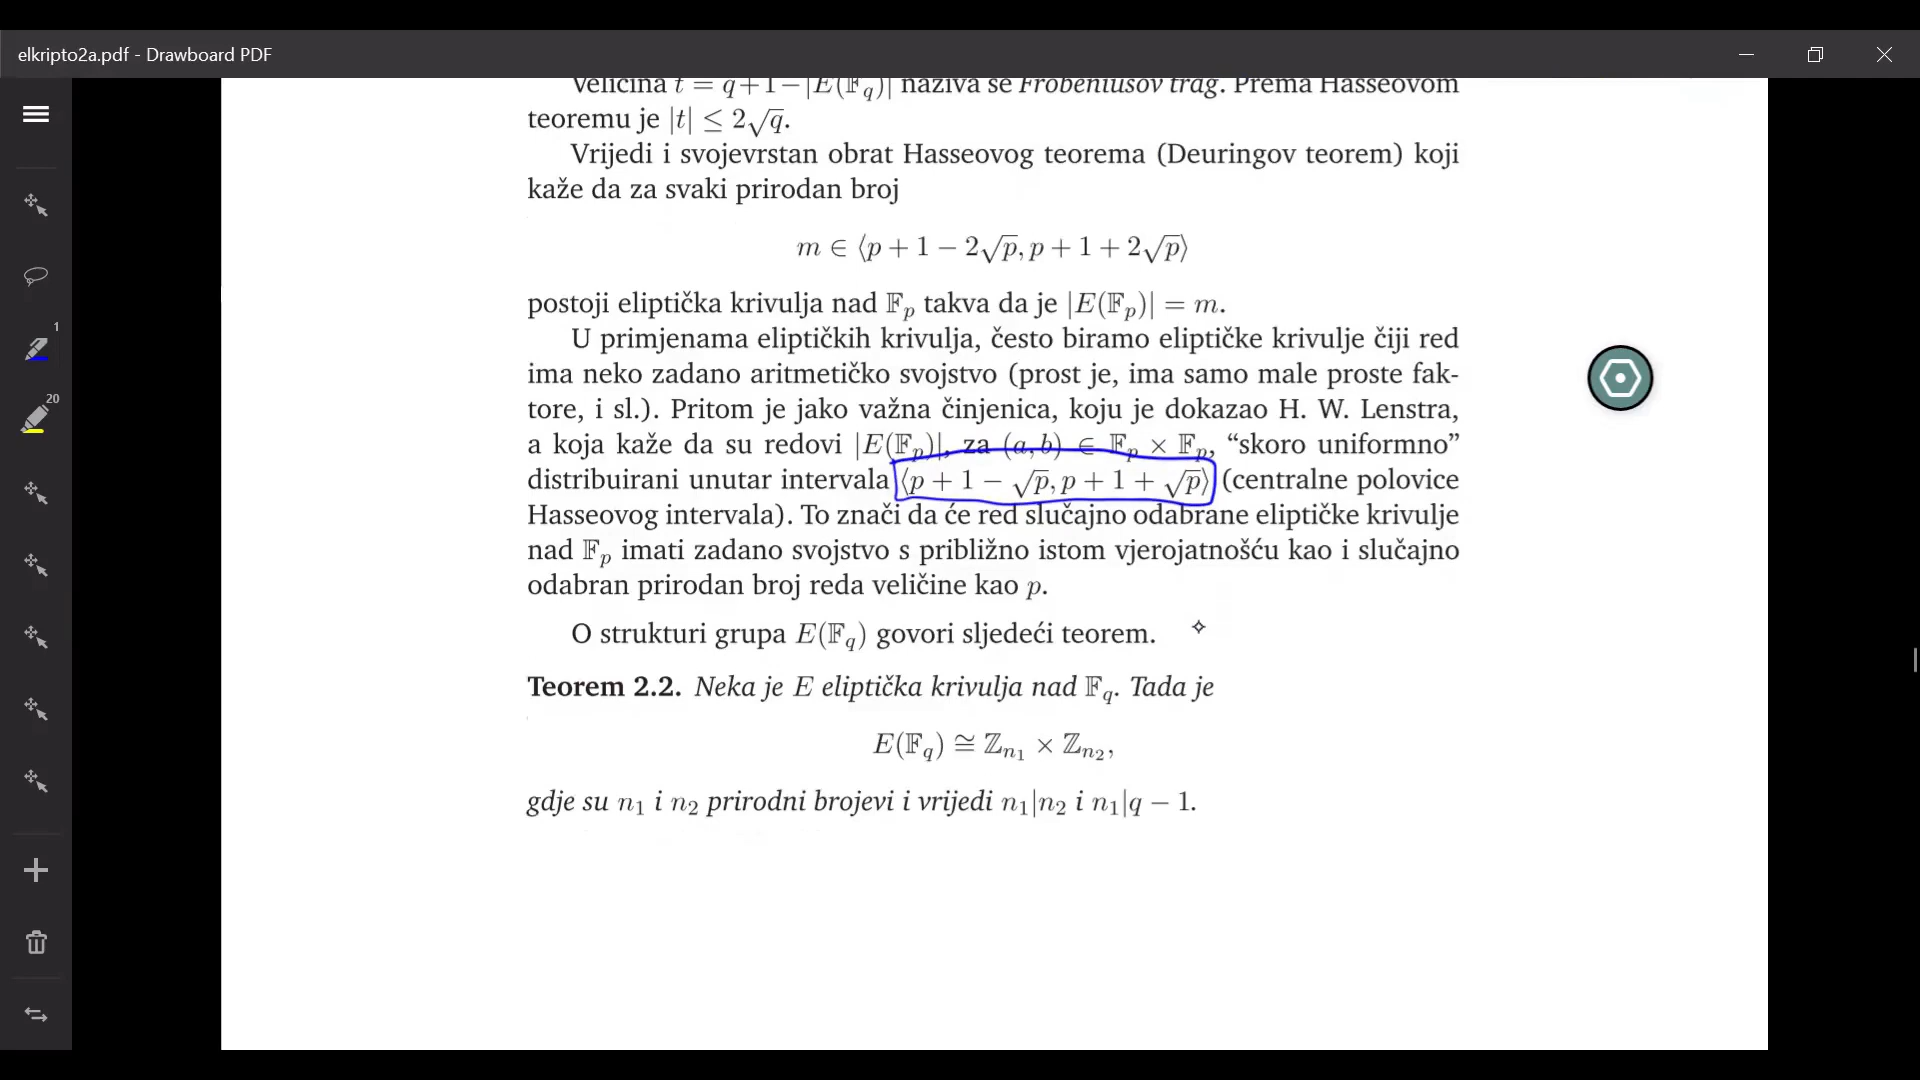 elkripto2a.pdf - Drawboard PDF
Veličina t = q+1−|E(𝔽_q)| naziva se Frobeniusov trag. Prema Hasseovom
teoremu je |t| ≤ 2√q.
Vrijedi i svojevrstan obrat Hasseovog teorema (Deuringov teorem) koji
kaže da za svaki prirodan broj
m ∈ ⟨p + 1 − 2√p, p + 1 + 2√p⟩
postoji eliptička krivulja nad 𝔽_p takva da je |E(𝔽_p)| = m.
U primjenama eliptičkih krivulja, često biramo eliptičke krivulje čiji red
ima neko zadano aritmetičko svojstvo (prost je, ima samo male proste fak-
tore, i sl.). Pritom je jako važna činjenica, koju je dokazao H. W. Lenstra,
a koja kaže da su redovi |E(𝔽_p)|, za (a, b) ∈ 𝔽_p × 𝔽_p, “skoro uniformno”
distribuirani unutar intervala ⟨p + 1 − √p, p + 1 + √p⟩ (centralne polovice
Hasseovog intervala). To znači da će red slučajno odabrane eliptičke krivulje
nad 𝔽_p imati zadano svojstvo s približno istom vjerojatnošću kao i slučajno
odabran prirodan broj reda veličine kao p.
O strukturi grupa E(𝔽_q) govori sljedeći teorem.
Teorem 2.2. Neka je E eliptička krivulja nad 𝔽_q. Tada je
E(𝔽_q) ≅ ℤ_{n₁} × ℤ_{n₂},
gdje su n₁ i n₂ prirodni brojevi i vrijedi n₁|n₂ i n₁|q − 1.
1
20